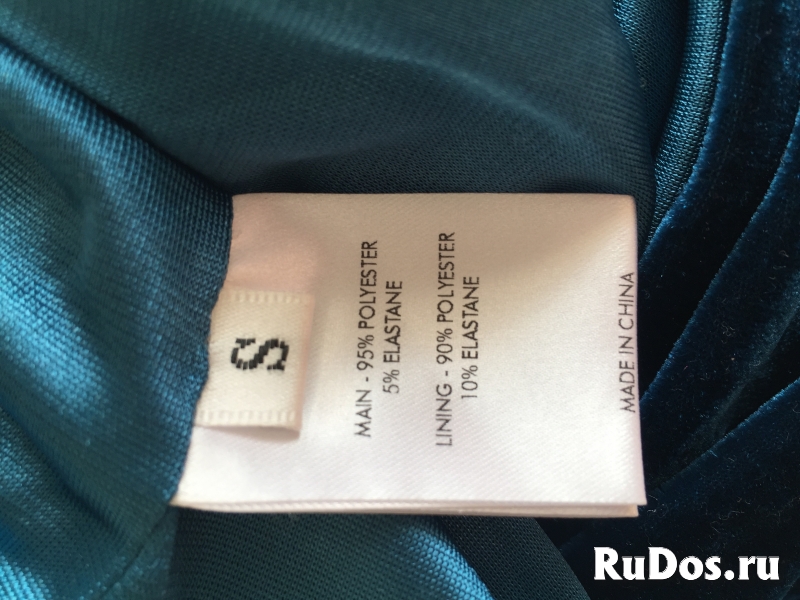 S
MAIN - 95% POLYESTER
5% ELASTANE
LINING - 90% POLYESTER
10% ELASTANE
MADE IN CHINA
RuDos.ru